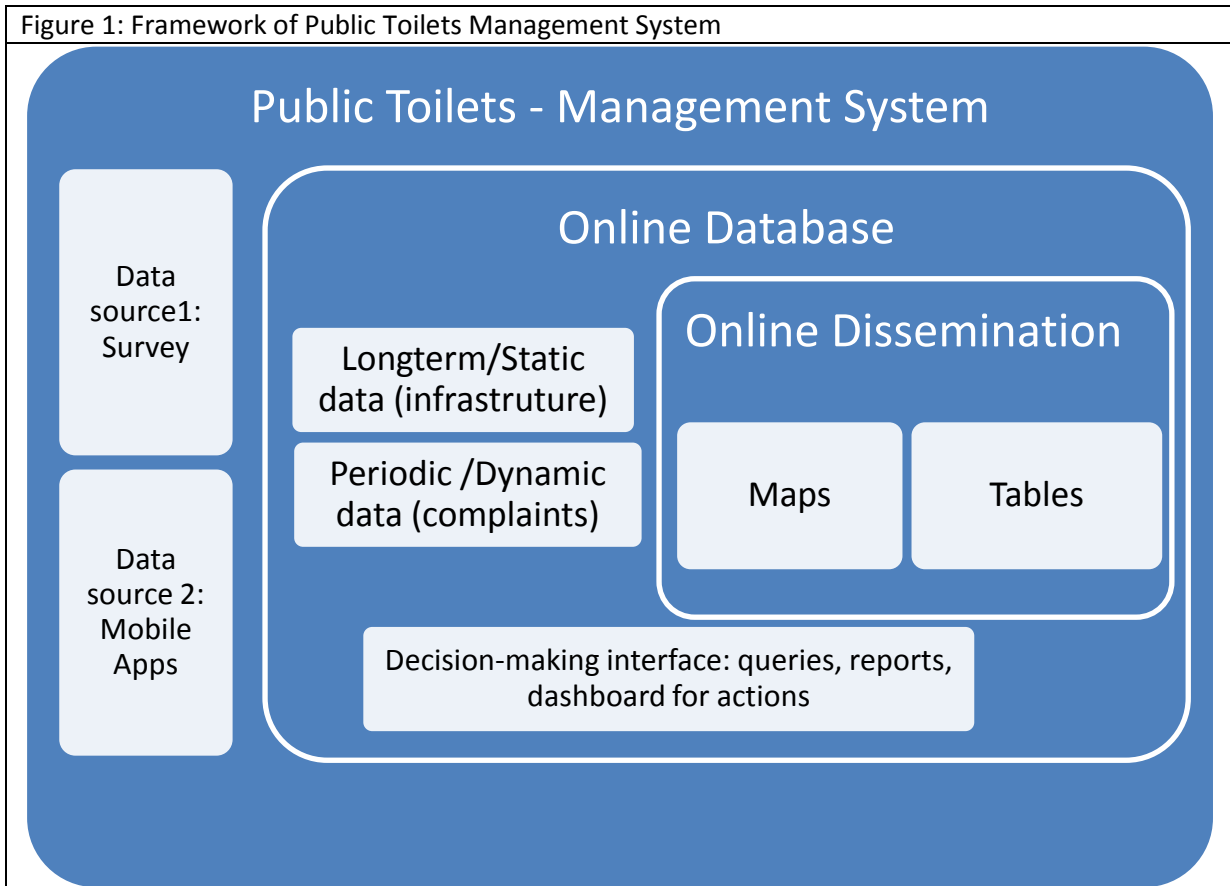 Figure 1: Framework of Public Toilets Management System
Public Toilets - Management System
Data
source1:
Survey
Data
source 2:
Mobile
Apps
Online Database
Longterm/Static
data (infrastruture)
Periodic /Dynamic
data (complaints)
Online Dissemination
Maps
Tables
Decision-making interface: queries, reports,
dashboard for actions